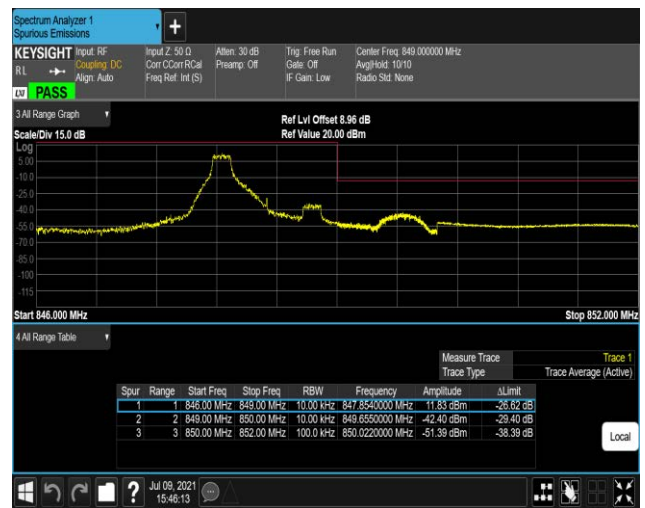 Spectrum Analyzer 1
Spurious Emissions
+
KEYSIGHT Input: RF Input Z: 50 Ω Atten: 30 dB Trig: Free Run Center Freq: 849.000000 MHz
RL Coupling: DC Corr CCorr RCal Preamp: Off Gate: Off Avg|Hold: 10/10
Align: Auto Freq Ref: Int (S) IF Gain: Low Radio Std: None
LXI PASS
3 All Range Graph
Ref Lvl Offset 8.96 dB
Scale/Div 15.0 dB Ref Value 20.00 dBm
Log
5.00
-10.0
-25.0
-40.0
-55.0
-70.0
-85.0
-100
-115
Start 846.000 MHz Stop 852.000 MHz
4 All Range Table
Measure Trace Trace 1
Trace Type Trace Average (Active)
Spur Range Start Freq Stop Freq RBW Frequency Amplitude ΔLimit
1 1 846.00 MHz 849.00 MHz 10.00 kHz 847.8540000 MHz 11.83 dBm -26.62 dB
2 2 849.00 MHz 850.00 MHz 10.00 kHz 849.6550000 MHz -42.40 dBm -29.40 dB
3 3 850.00 MHz 852.00 MHz 100.0 kHz 850.0220000 MHz -51.39 dBm -38.39 dB
Local
? Jul 09, 2021
15:46:13